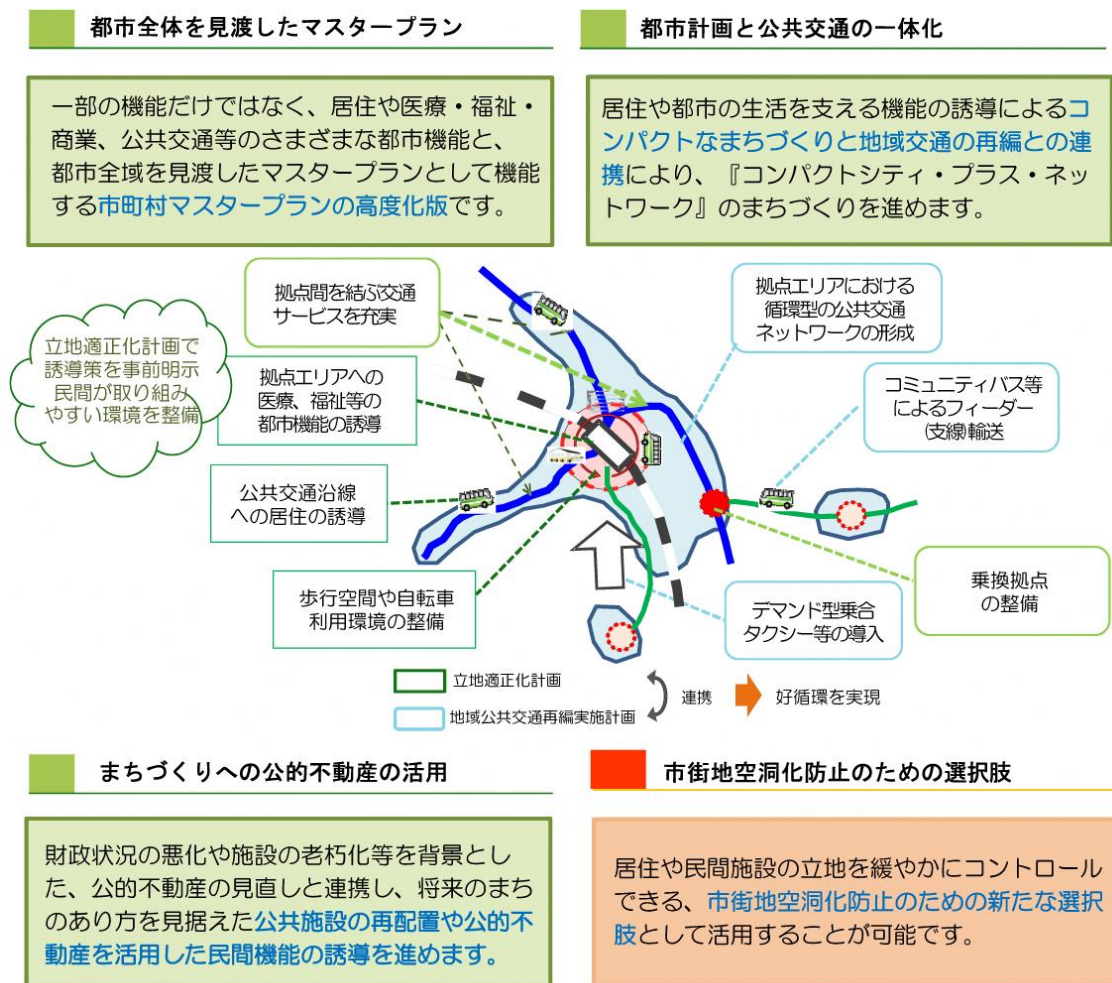 都市全体を見渡したマスタープラン
都市計画と公共交通の一体化
一部の機能だけではなく、居住や医療・福祉・
商業、公共交通等のさまざまな都市機能と、
都市全域を見渡したマスタープランとして機能
する市町村マスタープランの高度化版です。
居住や都市の生活を支える機能の誘導によるコ
ンパクトなまちづくりと地域交通の再編との連
携により、『コンパクトシティ・プラス・ネッ
トワーク』のまちづくりを進めます。
立地適正化計画で
誘導策を事前明示
民間が取り組み
やすい環境を整備
拠点間を結ぶ交通
サービスを充実
拠点エリアへの
医療、福祉等の
都市機能の誘導
公共交通沿線
への居住の誘導
歩行空間や自転車
利用環境の整備
拠点エリアにおける
循環型の公共交通
ネットワークの形成
コミュニティバス等
によるフィーダー
(支線)輸送
乗換拠点
の整備
デマンド型乗合
タクシー等の導入
立地適正化計画
地域公共交通再編実施計画
連携
好循環を実現
まちづくりへの公的不動産の活用
市街地空洞化防止のための選択肢
財政状況の悪化や施設の老朽化等を背景とし
た、公的不動産の見直しと連携し、将来のまち
のあり方を見据えた公共施設の再配置や公的不
動産を活用した民間機能の誘導を進めます。
居住や民間施設の立地を緩やかにコントロール
できる、市街地空洞化防止のための新たな選択
肢として活用することが可能です。